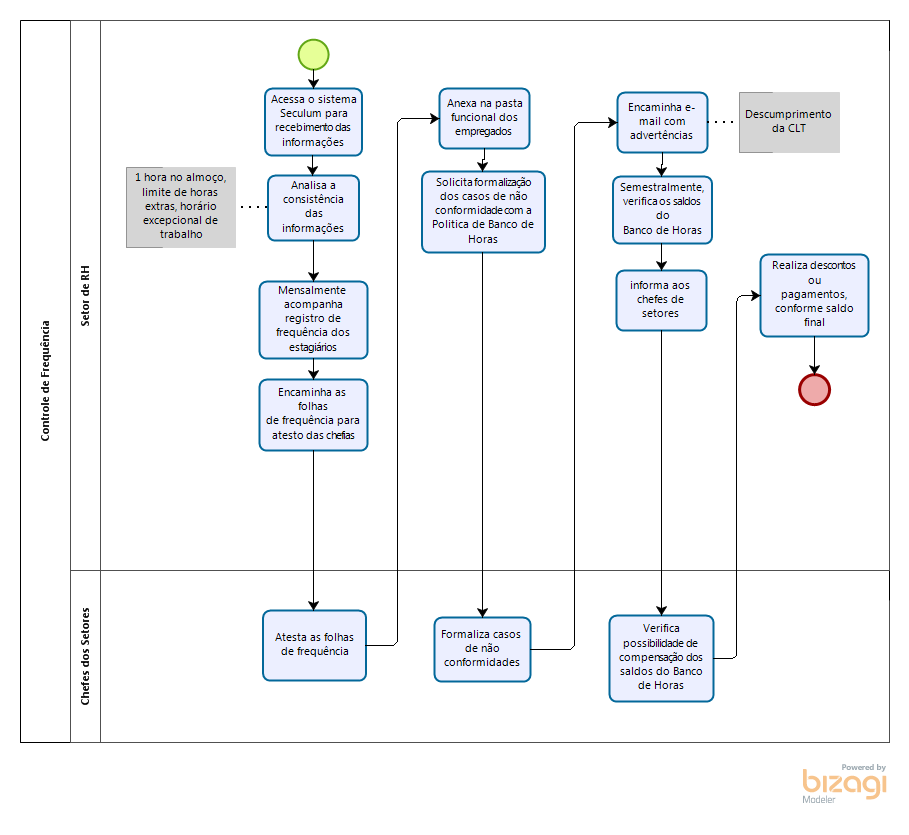 Controle de Frequência
Setor de RH
Acessa o sistema
Seculum para
recebimento das
informações
1 hora no almoço,
limite de horas
extras, horário
excepcional de
trabalho
Analisa a
consistência
das
informações
Mensalmente
acompanha
registro de
frequência dos
estagiários
Encaminha as
folhas
de frequência para
atesto das chefias
Anexa na pasta
funcional dos
empregados
Solicita formalização
dos casos de não
conformidade com a
Politica de Banco de
Horas
Encaminha e-
mail com
advertências
Descumprimento
da CLT
Semestralmente,
verifica os saldos
do
Banco de Horas
informa aos
chefes de
setores
Realiza descontos
ou
pagamentos,
conforme saldo
final
Chefes dos Setores
Atesta as folhas
de frequência
Formaliza casos
de não
conformidades
Verifica
possibilidade de
compensação dos
saldos do Banco
de Horas
Powered by
bizagi
Modeler